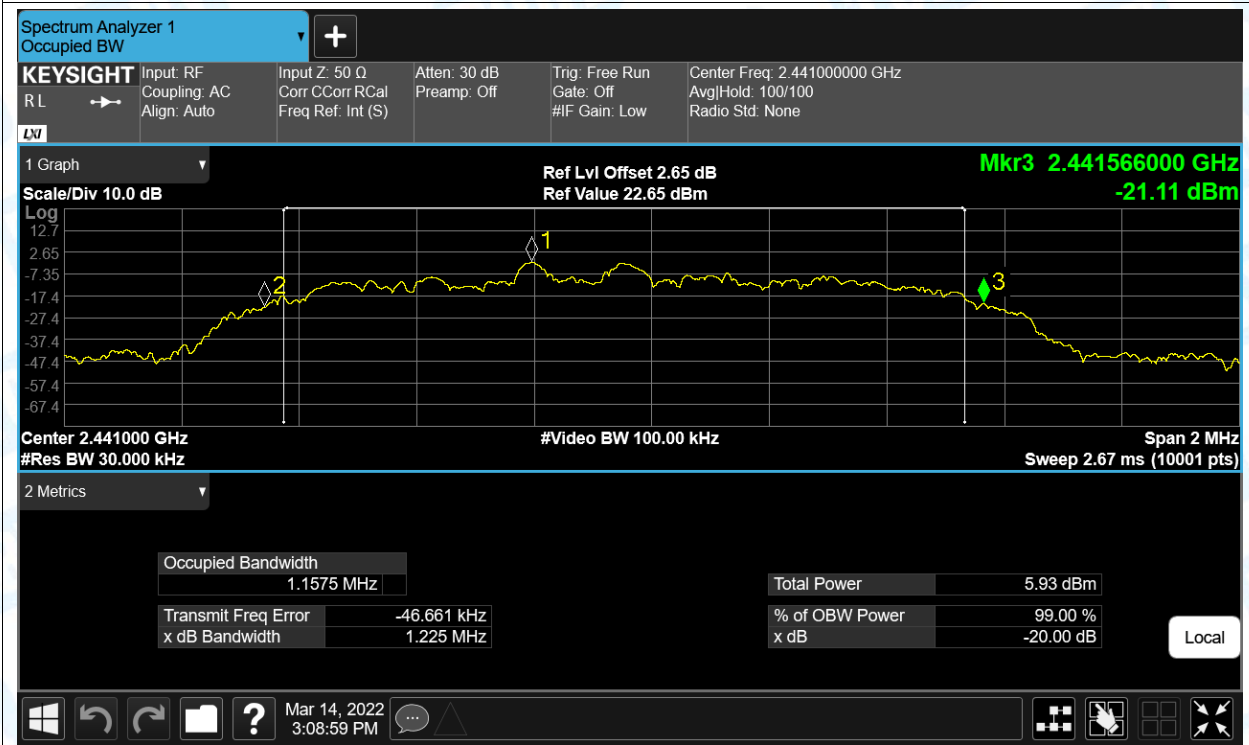 Spectrum Analyzer 1
Occupied BW
▼
+
KEYSIGHT
R L
LXI
Input: RF
Coupling: AC
Align: Auto
Input Z: 50 Ω
Corr CCorr RCal
Freq Ref: Int (S)
Atten: 30 dB
Preamp: Off
Trig: Free Run
Gate: Off
#IF Gain: Low
Center Freq: 2.441000000 GHz
Avg|Hold: 100/100
Radio Std: None
1 Graph ▼
Scale/Div 10.0 dB
Ref Lvl Offset 2.65 dB
Ref Value 22.65 dBm
Mkr3 2.441566000 GHz
-21.11 dBm
Log
12.7
2.65
-7.35
-17.4
-27.4
-37.4
-47.4
-57.4
-67.4
1
2
3
Center 2.441000 GHz
#Res BW 30.000 kHz
#Video BW 100.00 kHz
Span 2 MHz
Sweep 2.67 ms (10001 pts)
2 Metrics ▼
Occupied Bandwidth
1.1575 MHz
Transmit Freq Error -46.661 kHz
x dB Bandwidth 1.225 MHz
Total Power 5.93 dBm
% of OBW Power 99.00 %
x dB -20.00 dB
Local
?
Mar 14, 2022
3:08:59 PM